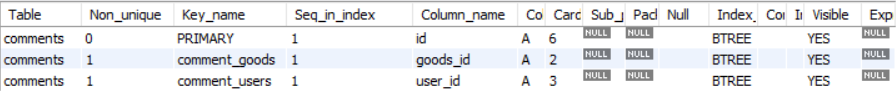 Table Non_unique Key_name Seq_in_index Column_name Co Card Sub_ Pac Null Index_ Co I Visible Exp
comments 0 PRIMARY 1 id A 6 NULL NULL BTREE YES NULL
comments 1 comment_goods 1 goods_id A 2 NULL NULL BTREE YES NULL
comments 1 comment_users 1 user_id A 3 NULL NULL BTREE YES NULL